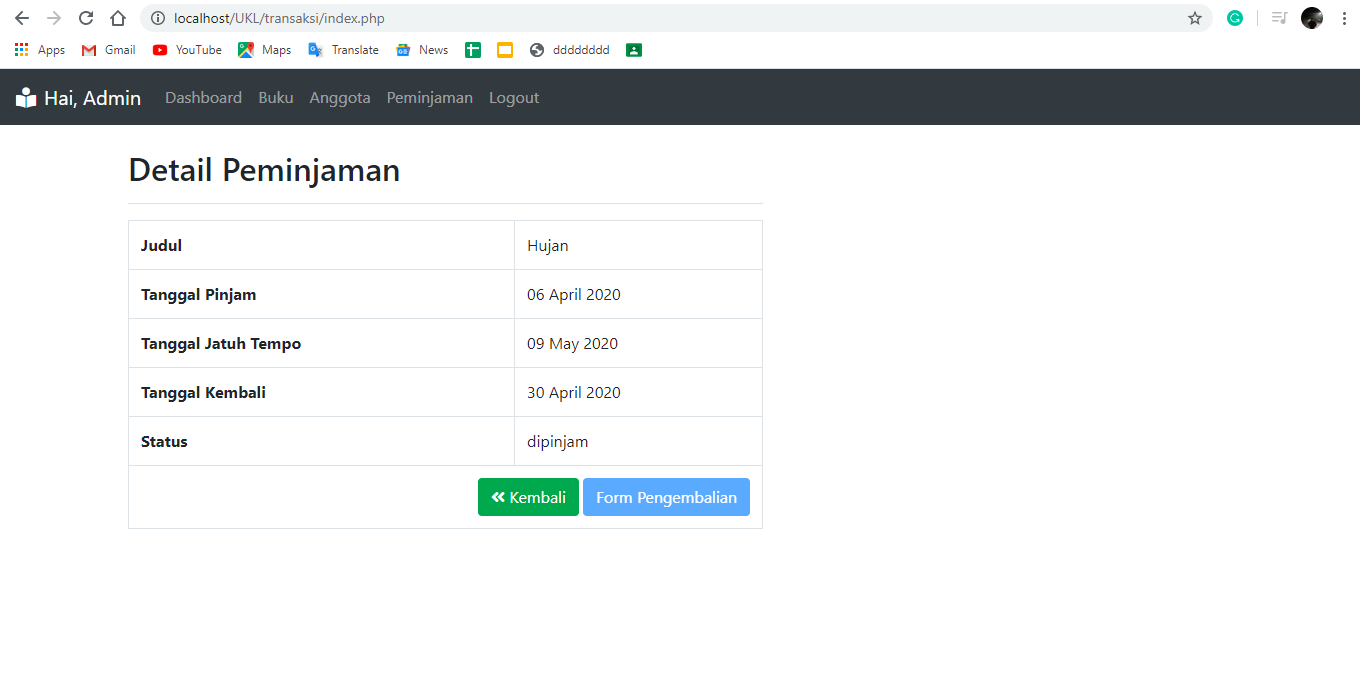 localhost/UKL/transaksi/index.php
Apps Gmail YouTube Maps Translate News dddddddd
Hai, Admin Dashboard Buku Anggota Peminjaman Logout
Detail Peminjaman
Judul Hujan
Tanggal Pinjam 06 April 2020
Tanggal Jatuh Tempo 09 May 2020
Tanggal Kembali 30 April 2020
Status dipinjam
Kembali Form Pengembalian